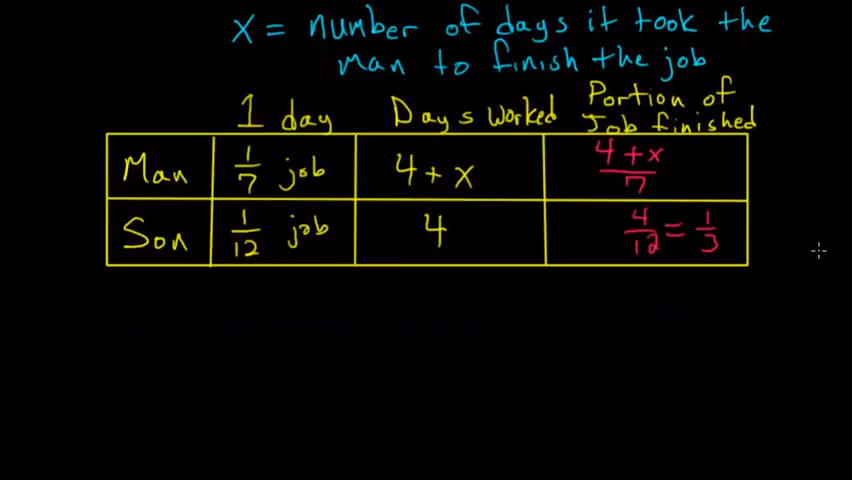 x = number of days it took the
man to finish the job
1 day Days worked Portion of
Job finished
Man 1/7 job 4 + x 4 + x/7
Son 1/12 job 4 4/12 = 1/3